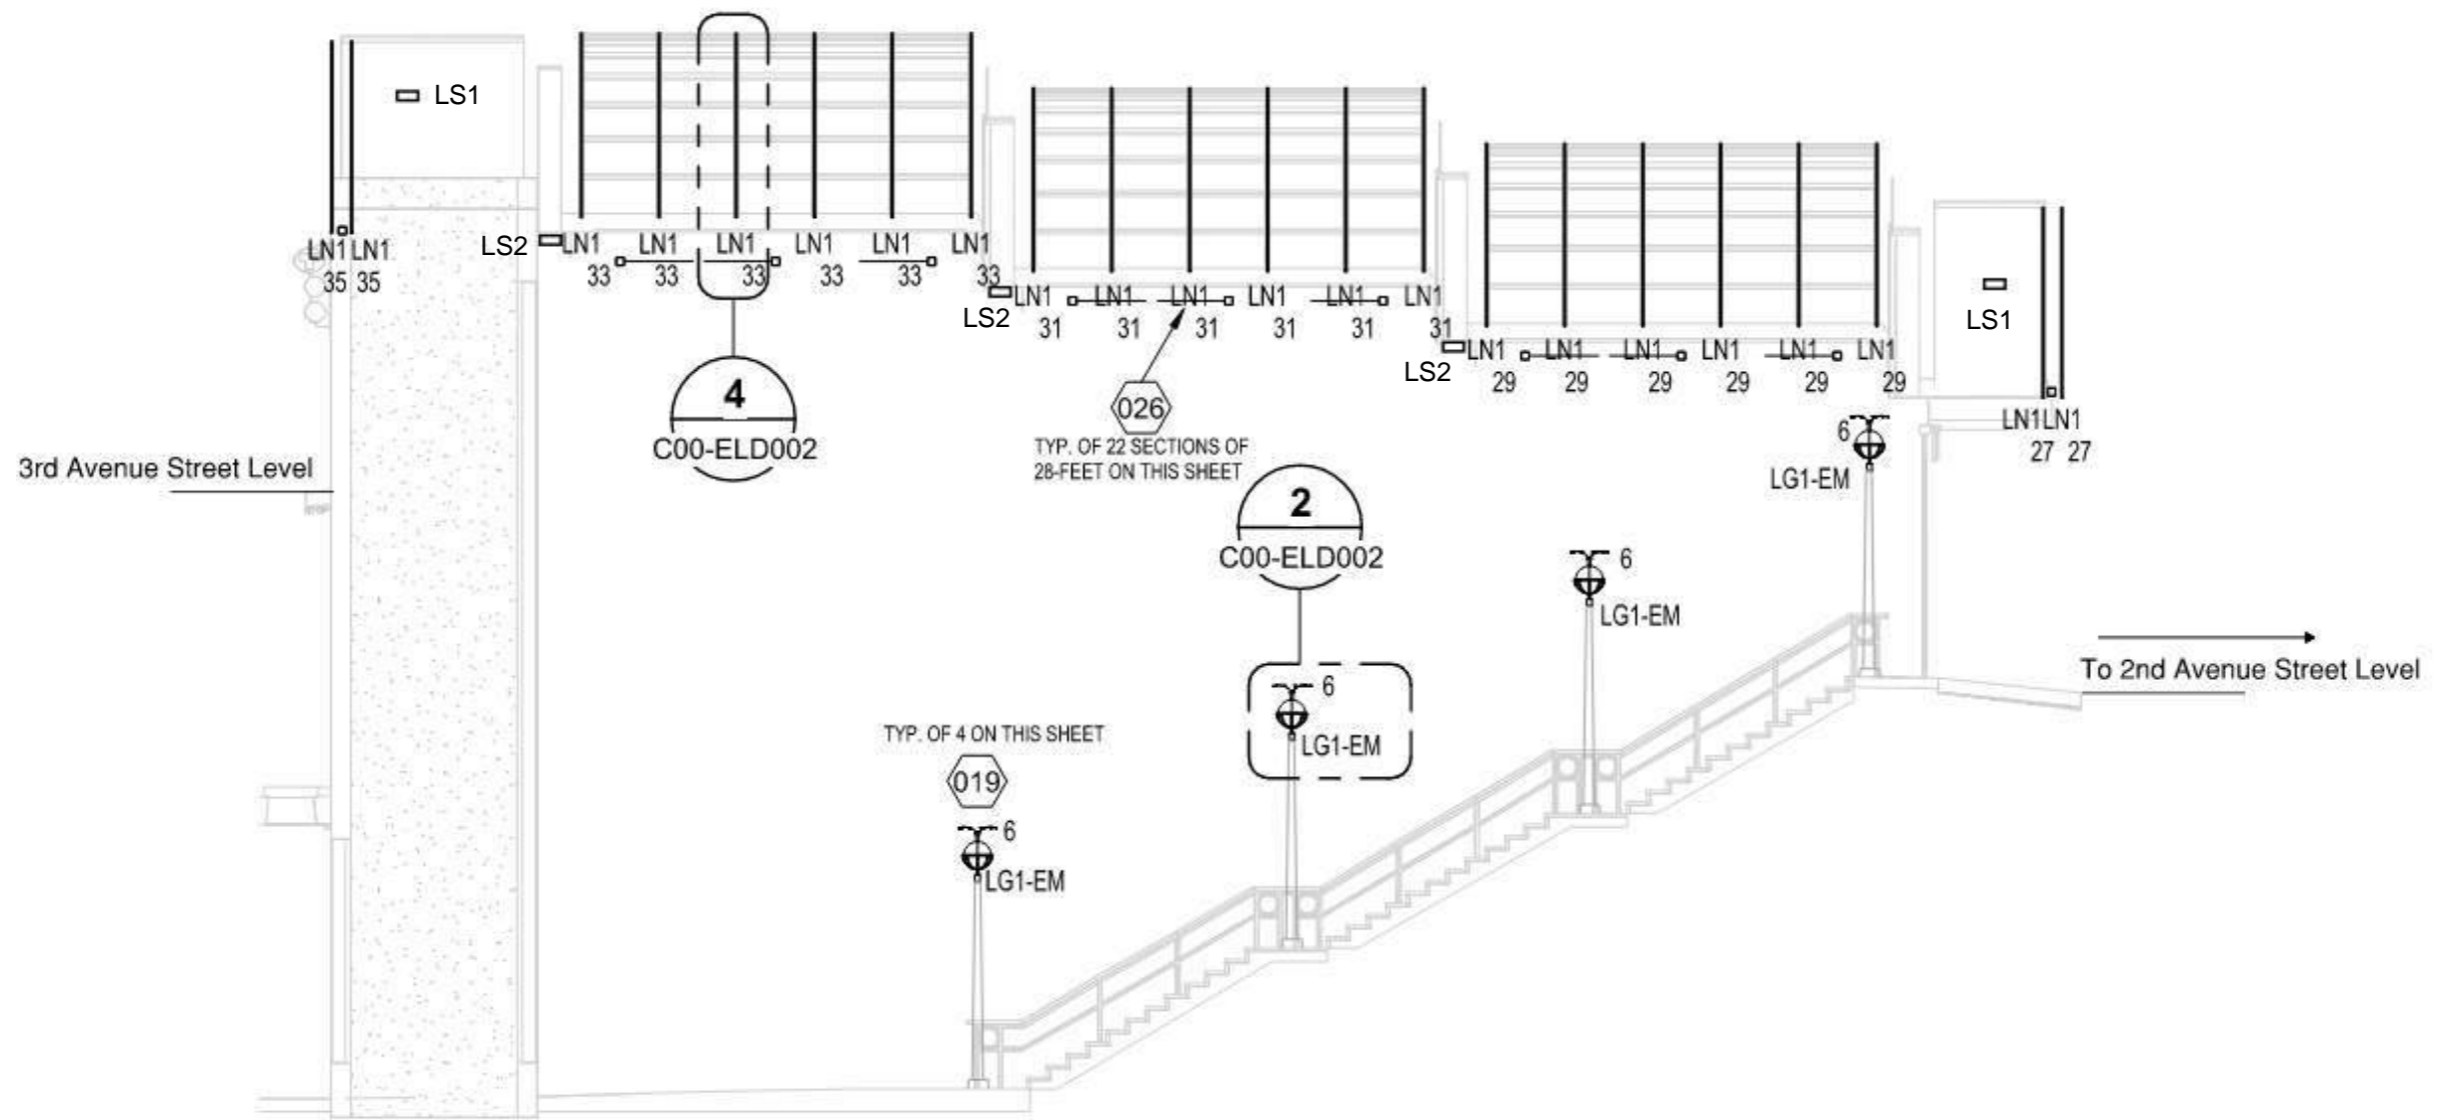 LS1
LN1 LN1
35 35
LS2 LN1 LN1 LN1 LN1 LN1 LN1
33 33 33 33 33 33
LS2 LN1 LN1 LN1 LN1 LN1 LN1
31 31 31 31 31 31
LS2 LN1 LN1 LN1 LN1 LN1 LN1
29 29 29 29 29 29
LS1
LN1LN1
27 27
4
C00-ELD002
026
TYP. OF 22 SECTIONS OF
28-FEET ON THIS SHEET
3rd Avenue Street Level
2
C00-ELD002
6
LG1-EM
6
LG1-EM
6
LG1-EM
To 2nd Avenue Street Level
TYP. OF 4 ON THIS SHEET
019
6
LG1-EM